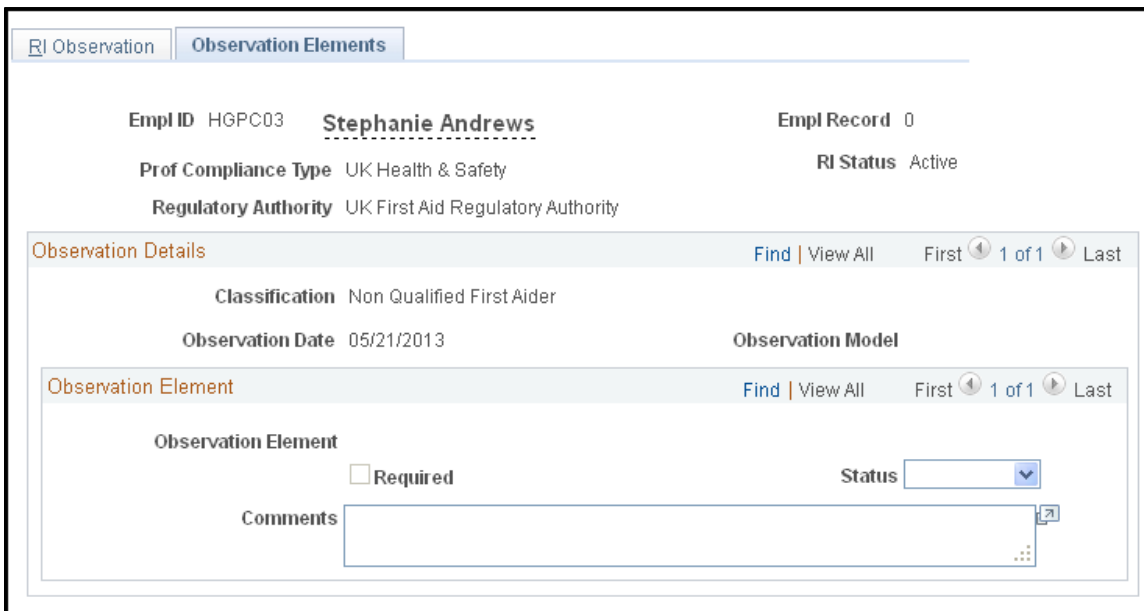 RI Observation Observation Elements
Empl ID HGPC03 Stephanie Andrews Empl Record 0
Prof Compliance Type UK Health & Safety RI Status Active
Regulatory Authority UK First Aid Regulatory Authority
Observation Details Find | View All First 1 of 1 Last
Classification Non Qualified First Aider
Observation Date 05/21/2013 Observation Model
Observation Element Find | View All First 1 of 1 Last
Observation Element
Required Status
Comments